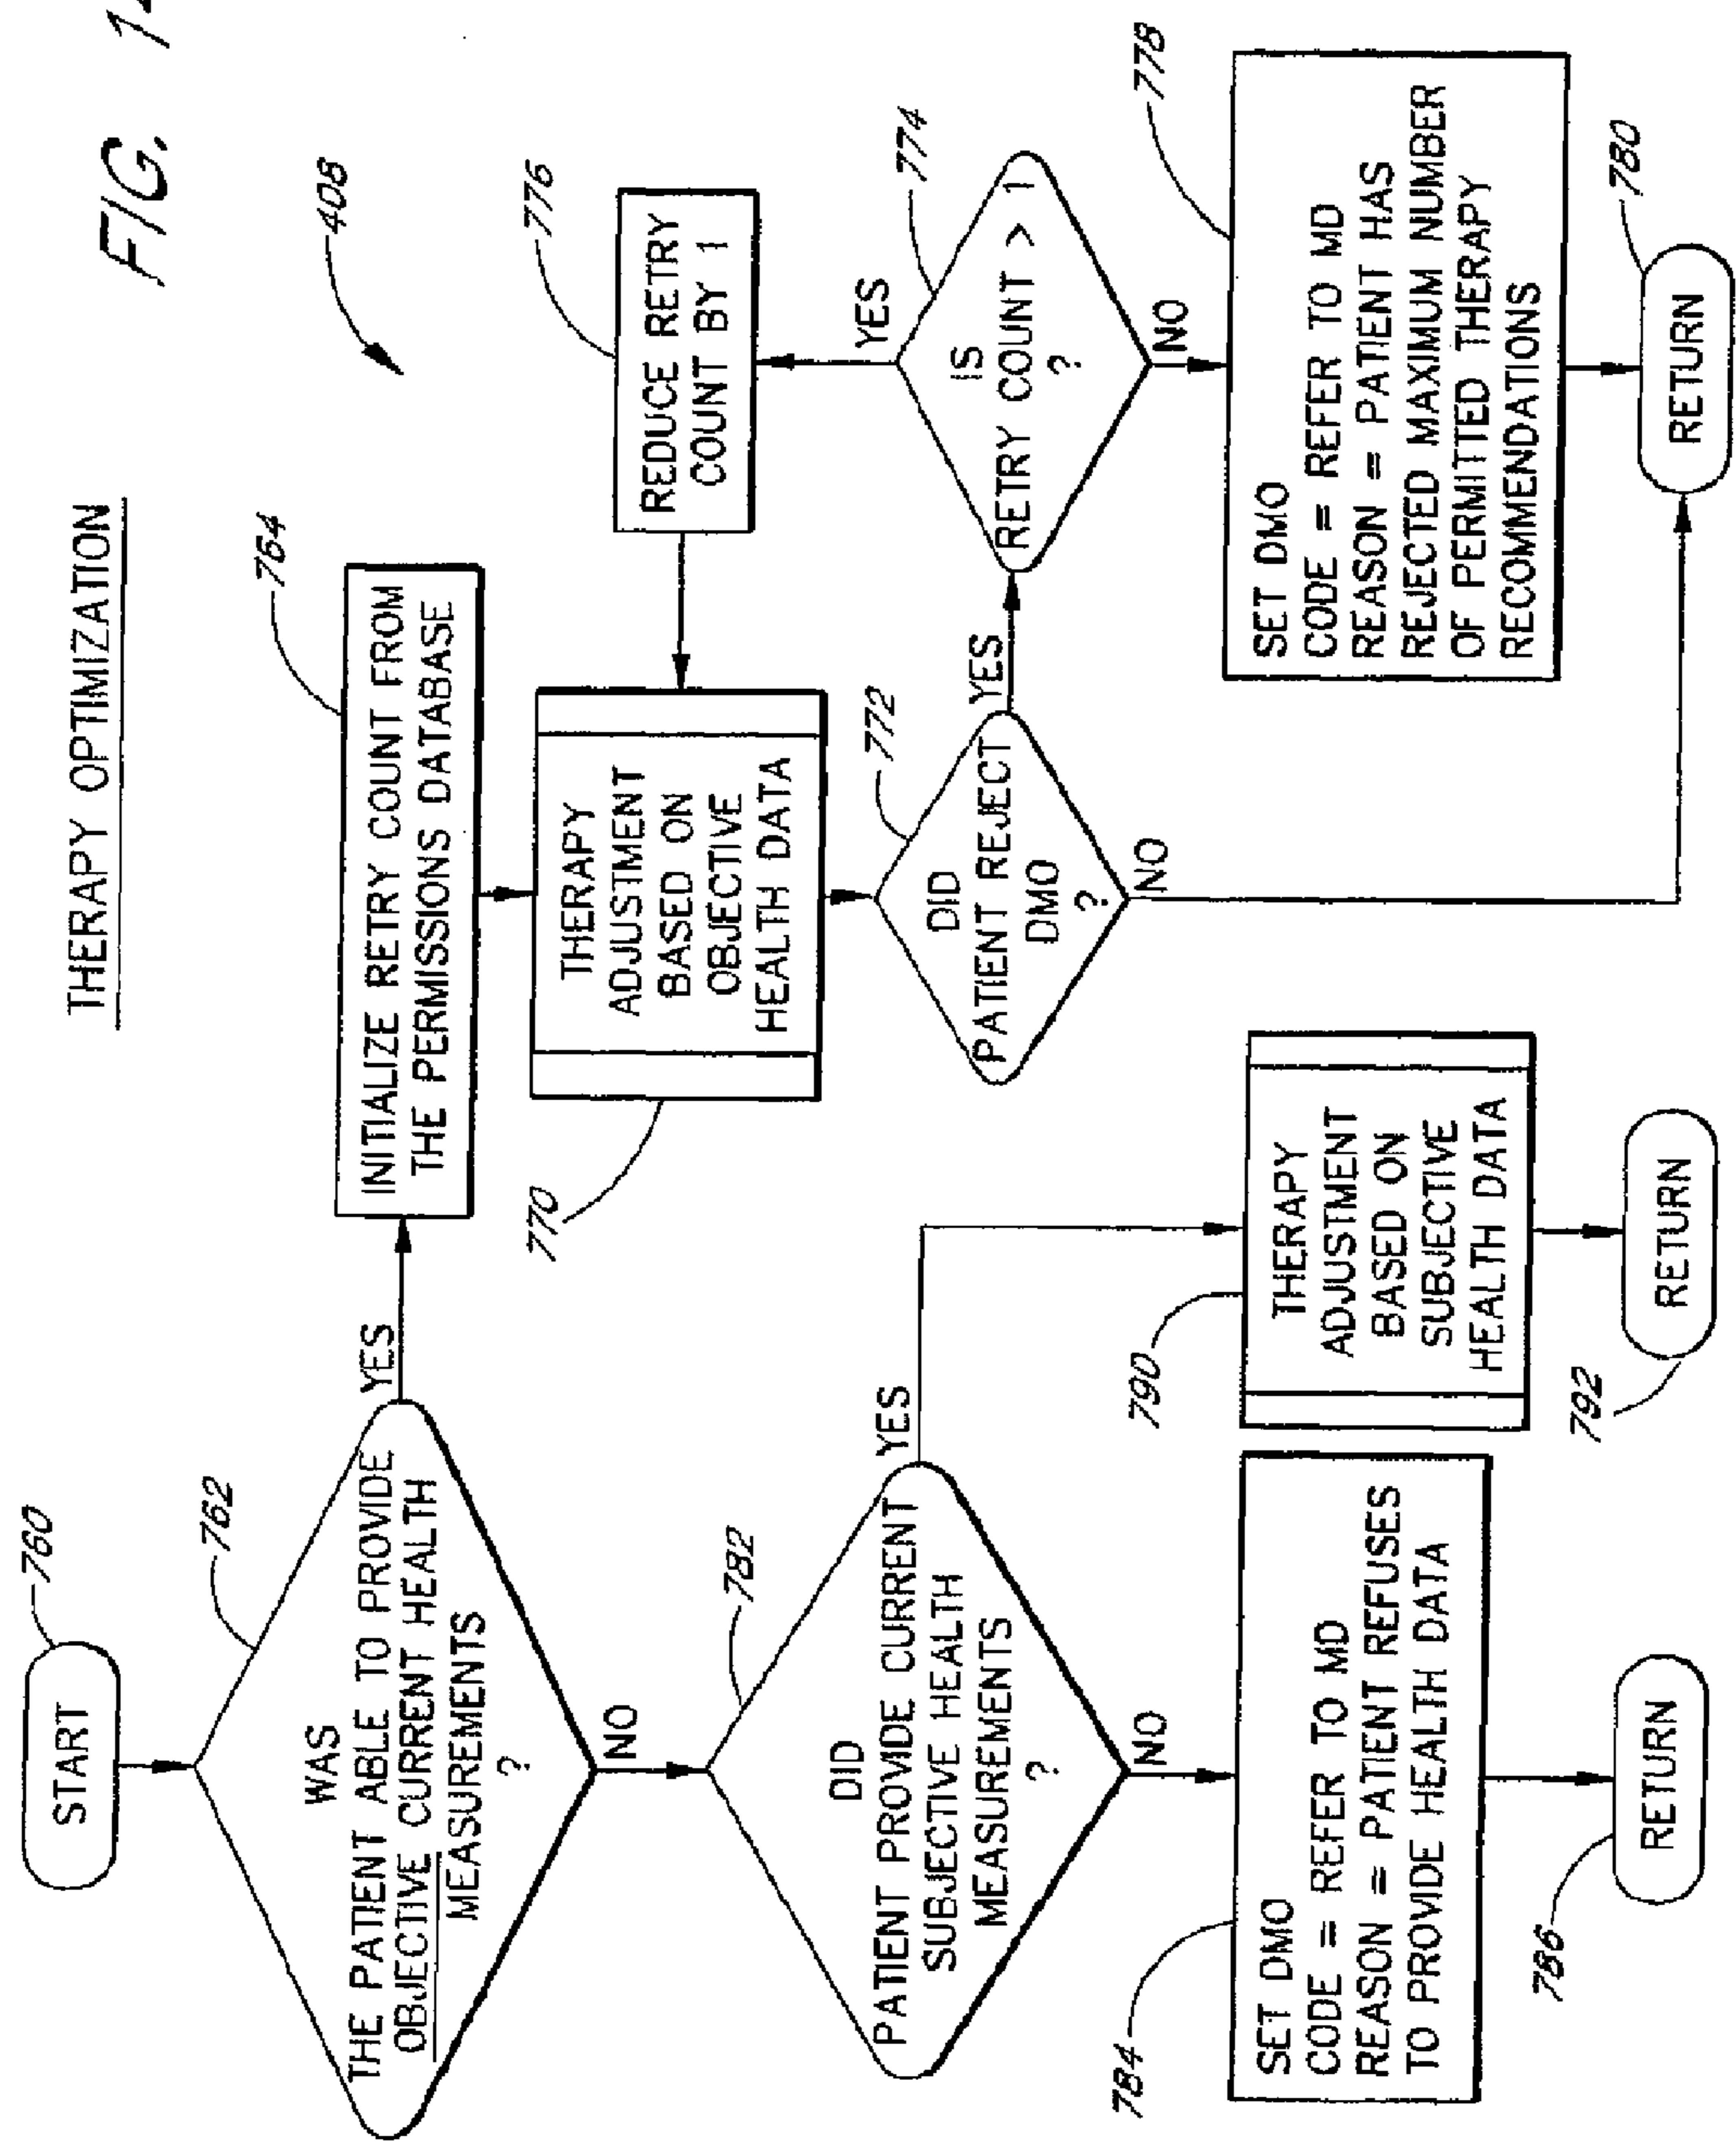 FIG. 14
THERAPY OPTIMIZATION
408
760
START
762
WAS
THE PATIENT ABLE TO PROVIDE
OBJECTIVE CURRENT HEALTH
MEASUREMENTS
?
YES
NO
764
INITIALIZE RETRY COUNT FROM
THE PERMISSIONS DATABASE
770
THERAPY
ADJUSTMENT
BASED ON
OBJECTIVE
HEALTH DATA
776
REDUCE RETRY
COUNT BY 1
772
DID
PATIENT REJECT
DMO
?
YES
NO
774
IS
RETRY COUNT > 1
?
YES
NO
778
SET DMO
CODE = REFER TO MD
REASON = PATIENT HAS
REJECTED MAXIMUM NUMBER
OF PERMITTED THERAPY
RECOMMENDATIONS
780
RETURN
782
DID
PATIENT PROVIDE CURRENT
SUBJECTIVE HEALTH
MEASUREMENTS
?
YES
NO
784
SET DMO
CODE = REFER TO MD
REASON = PATIENT REFUSES
TO PROVIDE HEALTH DATA
786
RETURN
790
THERAPY
ADJUSTMENT
BASED ON
SUBJECTIVE
HEALTH DATA
792
RETURN